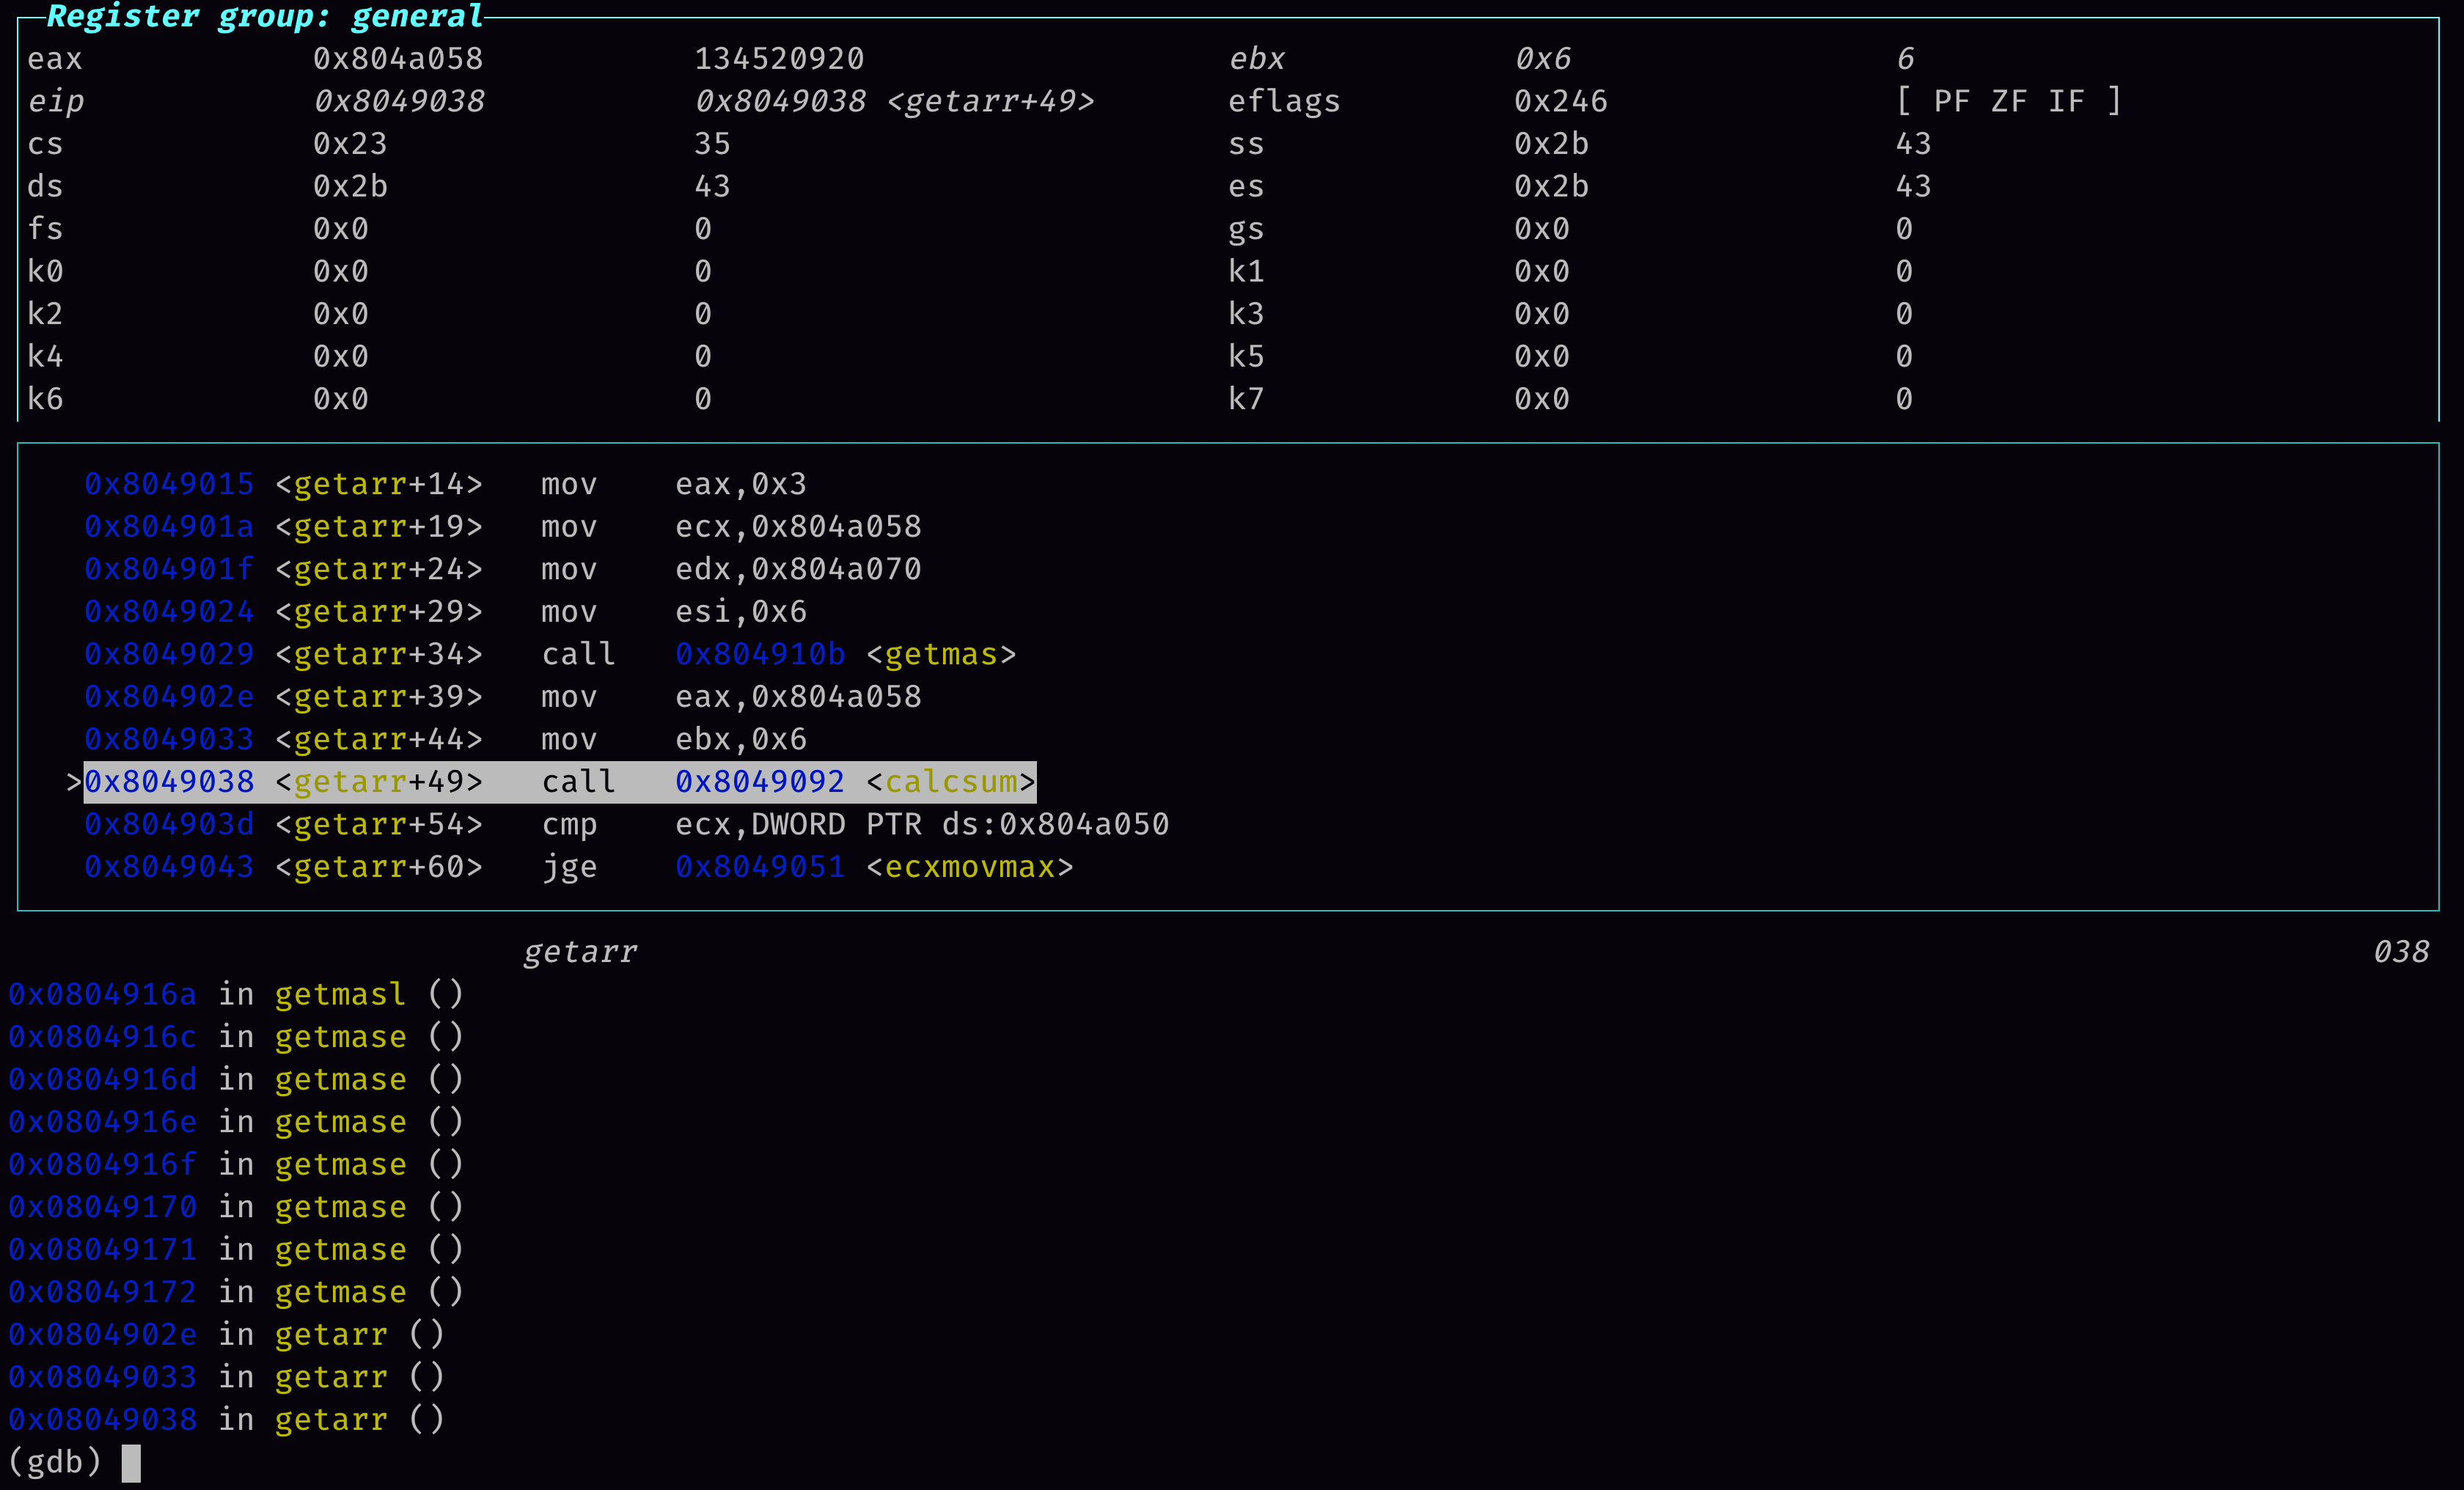 Register group: general
eax 0x804a058 134520920 ebx 0x6 6
eip 0x8049038 0x8049038 <getarr+49> eflags 0x246 [ PF ZF IF ]
cs 0x23 35 ss 0x2b 43
ds 0x2b 43 es 0x2b 43
fs 0x0 0 gs 0x0 0
k0 0x0 0 k1 0x0 0
k2 0x0 0 k3 0x0 0
k4 0x0 0 k5 0x0 0
k6 0x0 0 k7 0x0 0
0x8049015 <getarr+14> mov eax,0x3
0x804901a <getarr+19> mov ecx,0x804a058
0x804901f <getarr+24> mov edx,0x804a070
0x8049024 <getarr+29> mov esi,0x6
0x8049029 <getarr+34> call 0x804910b <getmas>
0x804902e <getarr+39> mov eax,0x804a058
0x8049033 <getarr+44> mov ebx,0x6
>0x8049038 <getarr+49> call 0x8049092 <calcsum>
0x804903d <getarr+54> cmp ecx,DWORD PTR ds:0x804a050
0x8049043 <getarr+60> jge 0x8049051 <ecxmovmax>
getarr 038
0x0804916a in getmasl ()
0x0804916c in getmase ()
0x0804916d in getmase ()
0x0804916e in getmase ()
0x0804916f in getmase ()
0x08049170 in getmase ()
0x08049171 in getmase ()
0x08049172 in getmase ()
0x0804902e in getarr ()
0x08049033 in getarr ()
0x08049038 in getarr ()
(gdb)